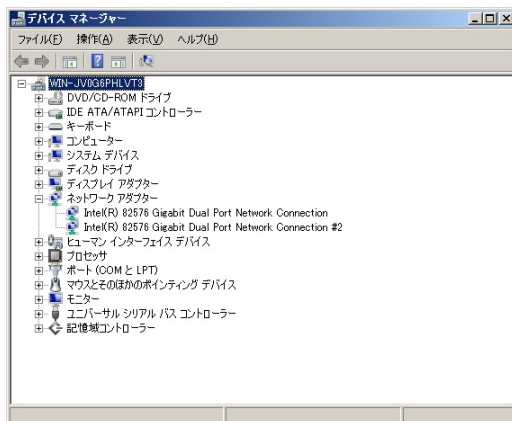 デバイス マネージャー
ファイル(F) 操作(A) 表示(V) ヘルプ(H)
WIN-JV0G6PHLVT3
DVD/CD-ROM ドライブ
IDE ATA/ATAPI コントローラー
キーボード
コンピューター
システム デバイス
ディスク ドライブ
ディスプレイ アダプター
ネットワーク アダプター
Intel(R) 82576 Gigabit Dual Port Network Connection
Intel(R) 82576 Gigabit Dual Port Network Connection #2
ヒューマン インターフェイス デバイス
プロセッサ
ポート (COM と LPT)
マウスとそのほかのポインティング デバイス
モニター
ユニバーサル シリアル バス コントローラー
記憶域コントローラー